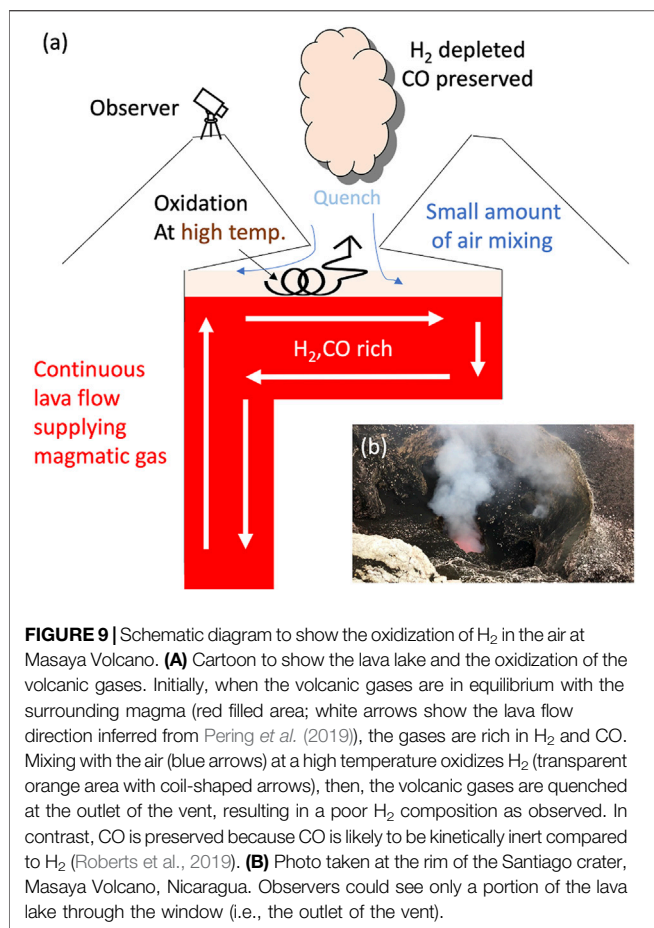 (a)
H2 depleted
CO preserved
Observer
Quench
Oxidation
At high temp.
Small amount
of air mixing
H2,CO rich
Continuous
lava flow
supplying
magmatic gas
(b)
FIGURE 9 | Schematic diagram to show the oxidization of H2 in the air at
Masaya Volcano. (A) Cartoon to show the lava lake and the oxidization of the
volcanic gases. Initially, when the volcanic gases are in equilibrium with the
surrounding magma (red filled area; white arrows show the lava flow
direction inferred from Pering et al. (2019)), the gases are rich in H2 and CO.
Mixing with the air (blue arrows) at a high temperature oxidizes H2 (transparent
orange area with coil-shaped arrows), then, the volcanic gases are quenched
at the outlet of the vent, resulting in a poor H2 composition as observed. In
contrast, CO is preserved because CO is likely to be kinetically inert compared
to H2 (Roberts et al., 2019). (B) Photo taken at the rim of the Santiago crater,
Masaya Volcano, Nicaragua. Observers could see only a portion of the lava
lake through the window (i.e., the outlet of the vent).